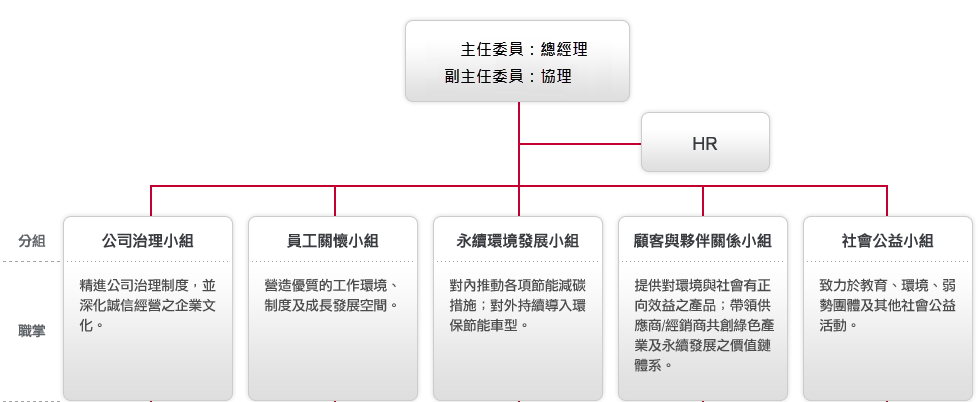 主任委員：總經理
副主任委員：協理
HR
分組
公司治理小組
員工關懷小組
永續環境發展小組
顧客與夥伴關係小組
社會公益小組
職掌
精進公司治理制度，並
深化誠信經營之企業文
化。
營造優質的工作環境、
制度及成長發展空間。
對內推動各項節能減碳
措施；對外持續導入環
保節能車型。
提供對環境與社會有正
向效益之產品；帶領供
應商/經銷商共創綠色產
業及永續發展之價值鏈
體系。
致力於教育、環境、弱
勢團體及其他社會公益
活動。